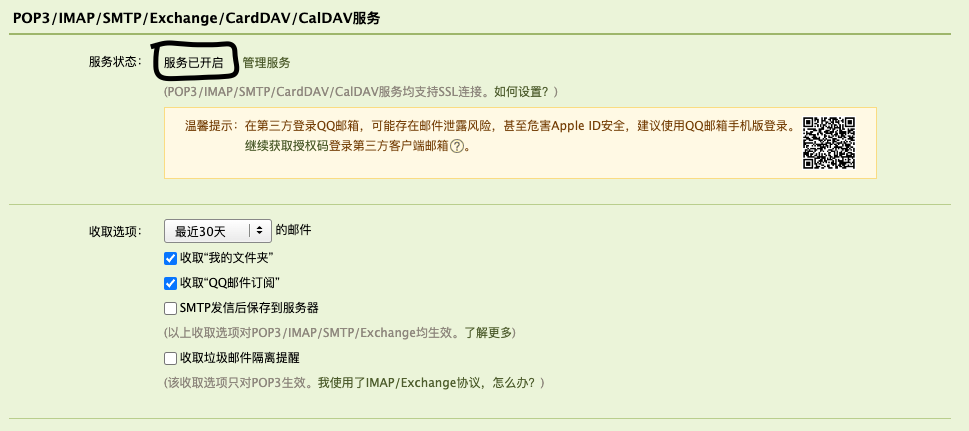 POP3/IMAP/SMTP/Exchange/CardDAV/CalDAV服务
服务状态： 服务已开启 管理服务
(POP3/IMAP/SMTP/CardDAV/CalDAV服务均支持SSL连接。如何设置？)
温馨提示：在第三方登录QQ邮箱，可能存在邮件泄露风险，甚至危害Apple ID安全，建议使用QQ邮箱手机版登录。
继续获取授权码登录第三方客户端邮箱?。
收取选项： 最近30天 的邮件
收取“我的文件夹”
收取“QQ邮件订阅”
SMTP发信后保存到服务器
(以上收取选项对POP3/IMAP/SMTP/Exchange均生效。了解更多)
收取垃圾邮件隔离提醒
(该收取选项只对POP3生效。我使用了IMAP/Exchange协议，怎么办？)